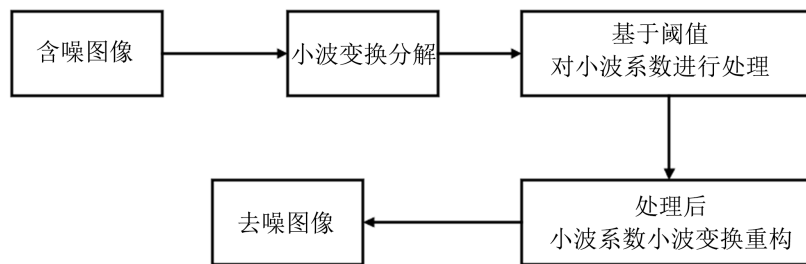 含噪图像
小波变换分解
基于阈值
对小波系数进行处理
处理后
小波系数小波变换重构
去噪图像